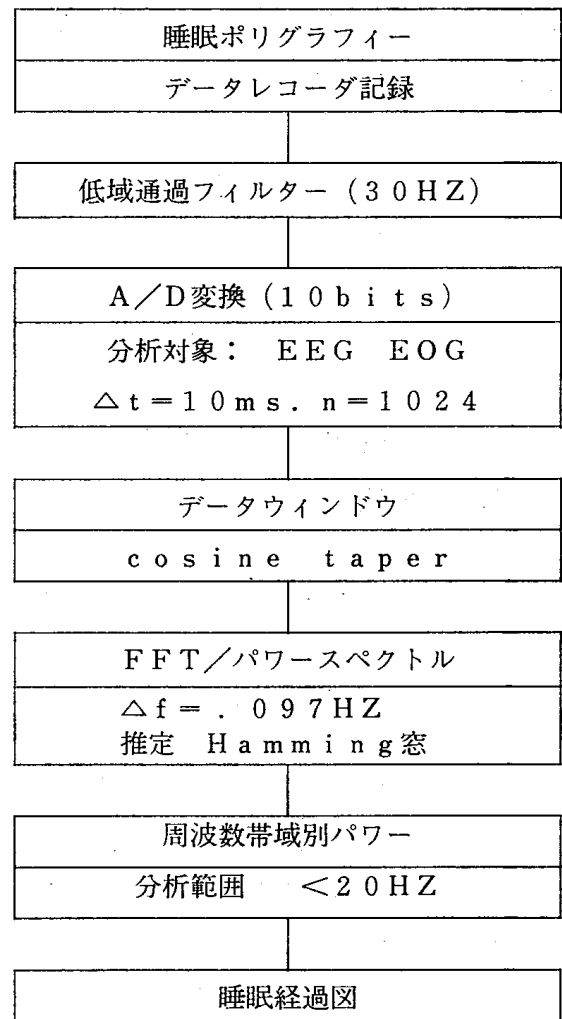 睡眠ポリグラフィー
データレコーダ記録
低域通過フィルター（30HZ）
A／D変換（10bits）
分析対象： EEG EOG
△t＝10ms．n＝1024
データウィンドウ
cosine taper
FFT／パワースペクトル
△f＝．097HZ
推定 Hamming窓
周波数帯域別パワー
分析範囲 ＜20HZ
睡眠経過図